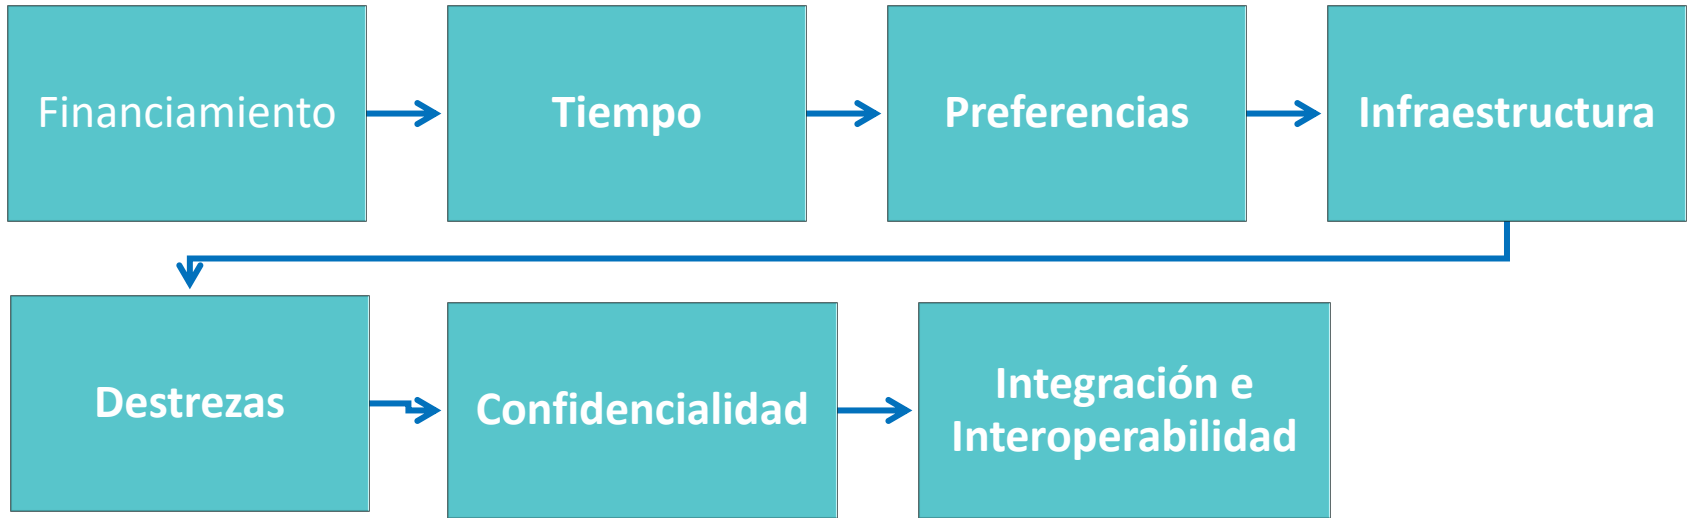 Financiamiento
Tiempo
Preferencias
Infraestructura
Destrezas
Confidencialidad
Integración e
Interoperabilidad